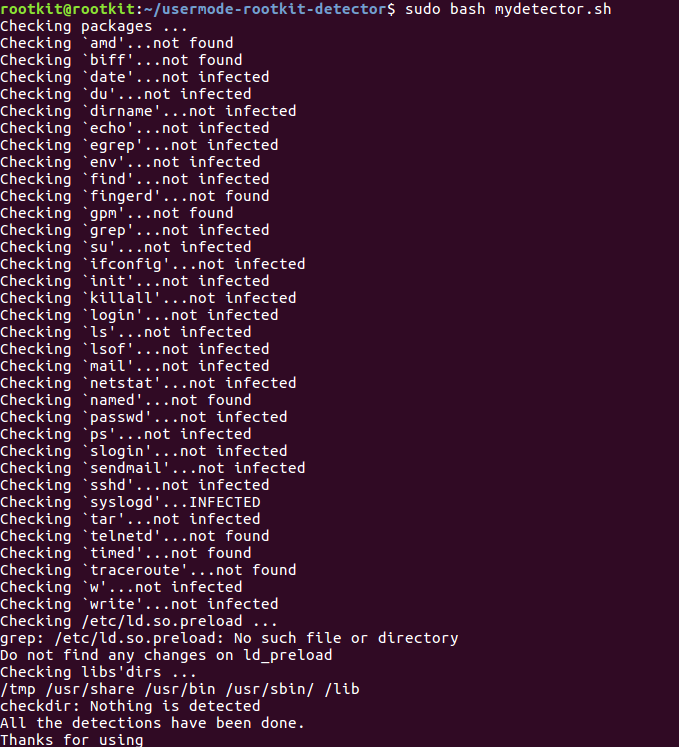 rootkit@rootkit:~/usermode-rootkit-detector$ sudo bash mydetector.sh
Checking packages ...
Checking `amd'...not found
Checking `biff'...not found
Checking `date'...not infected
Checking `du'...not infected
Checking `dirname'...not infected
Checking `echo'...not infected
Checking `egrep'...not infected
Checking `env'...not infected
Checking `find'...not infected
Checking `fingerd'...not found
Checking `gpm'...not found
Checking `grep'...not infected
Checking `su'...not infected
Checking `ifconfig'...not infected
Checking `init'...not infected
Checking `killall'...not infected
Checking `login'...not infected
Checking `ls'...not infected
Checking `lsof'...not infected
Checking `mail'...not infected
Checking `netstat'...not infected
Checking `named'...not found
Checking `passwd'...not infected
Checking `ps'...not infected
Checking `slogin'...not infected
Checking `sendmail'...not infected
Checking `sshd'...not infected
Checking `syslogd'...INFECTED
Checking `tar'...not infected
Checking `telnetd'...not found
Checking `timed'...not found
Checking `traceroute'...not found
Checking `w'...not infected
Checking `write'...not infected
Checking /etc/ld.so.preload ...
grep: /etc/ld.so.preload: No such file or directory
Do not find any changes on ld_preload
Checking libs'dirs ...
/tmp /usr/share /usr/bin /usr/sbin/ /lib
checkdir: Nothing is detected
All the detections have been done.
Thanks for using